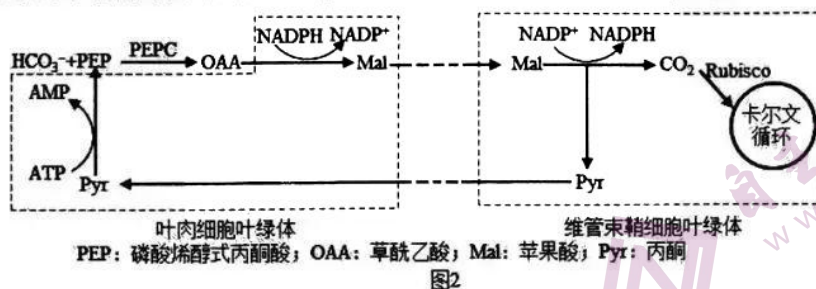 NADPH NADP⁺ NADP⁺ NADPH
HCO₃⁻+PEP PEPC OAA Mal Mal CO₂ Rubisco
AMP
卡尔文
循环
ATP
Pyr Pyr
叶肉细胞叶绿体 维管束鞘细胞叶绿体
PEP：磷酸烯醇式丙酮酸；OAA：草酰乙酸；Mal：苹果酸；Pyr：丙酮
图2